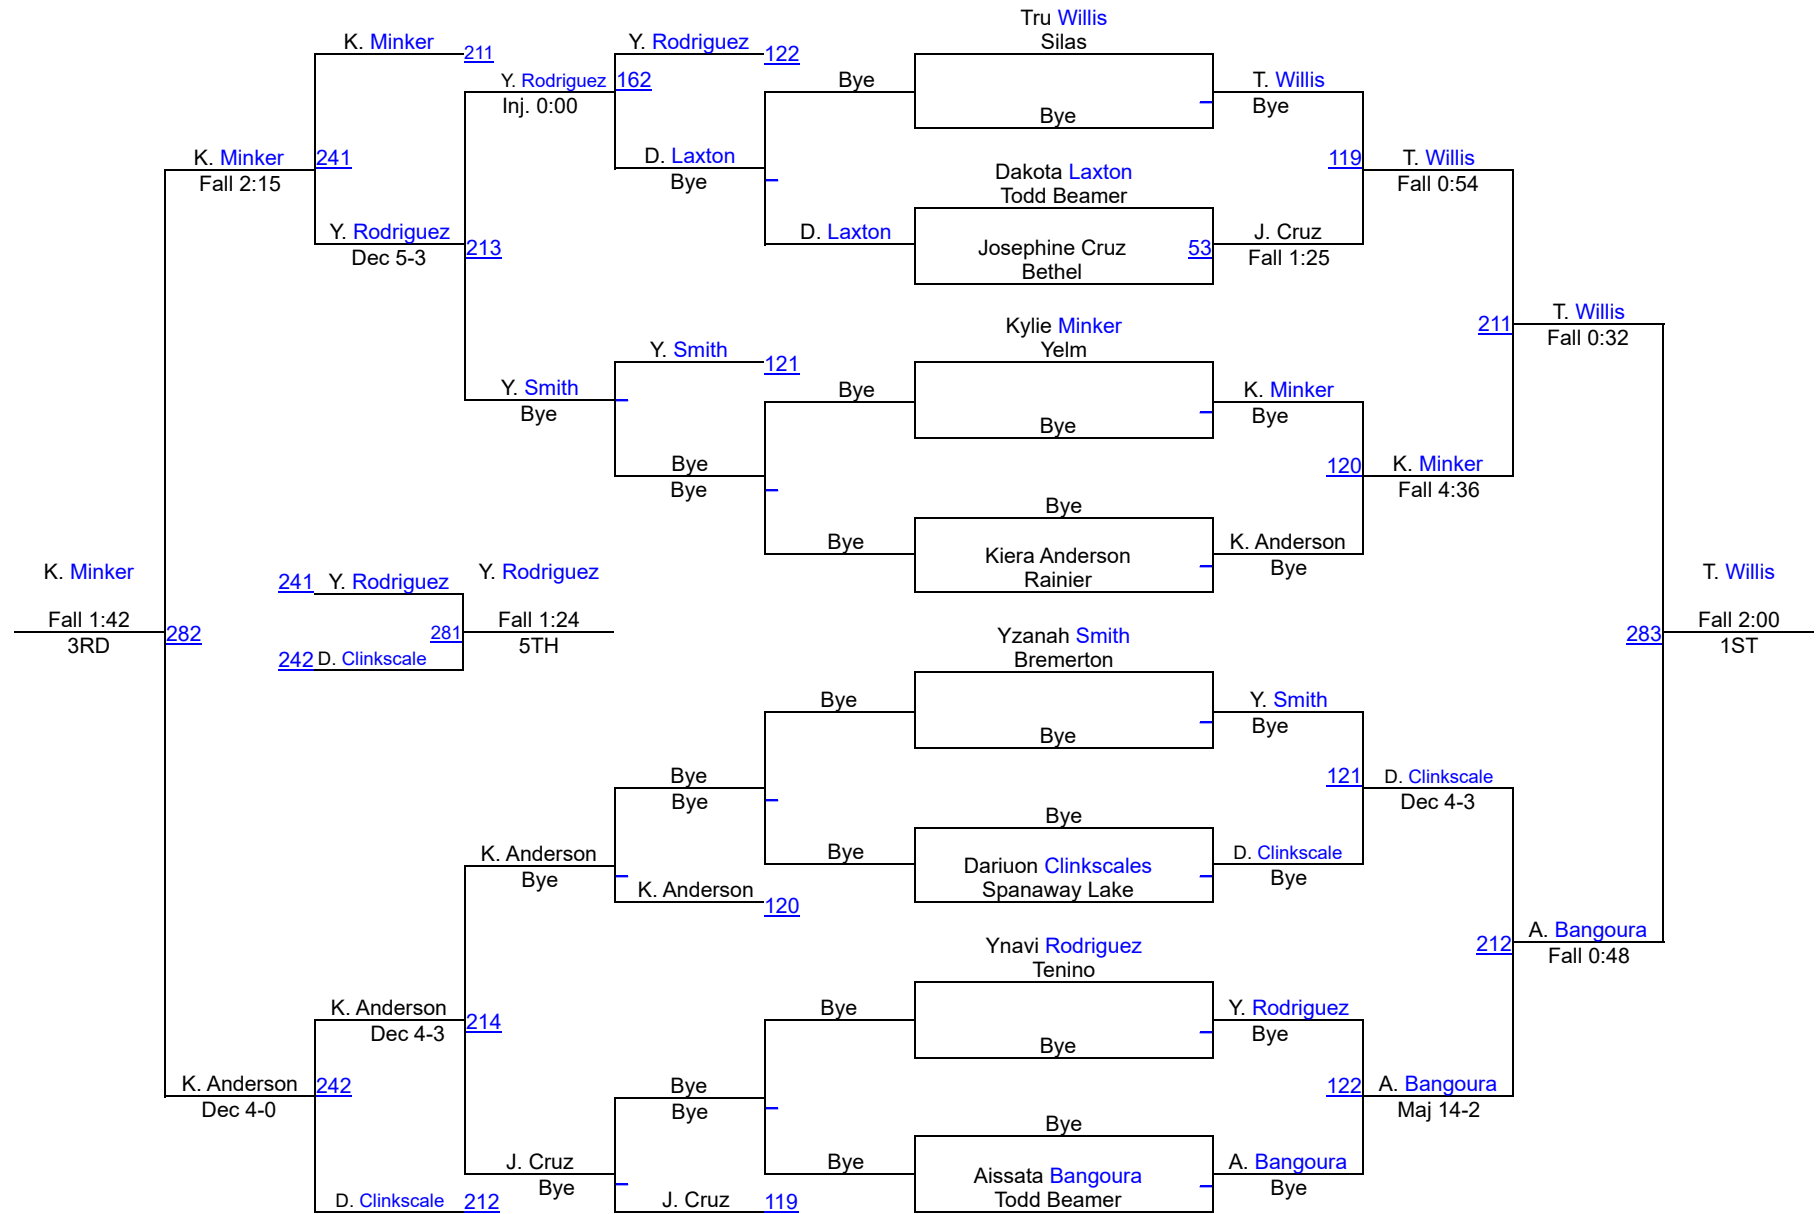 Tru Willis
Silas
K. Minker
211
Y. Rodriguez
122
Y. Rodriguez
162
Inj. 0:00
Bye
Bye
T. Willis
Bye
K. Minker
241
Fall 2:15
D. Laxton
Bye
Dakota Laxton
Todd Beamer
119
T. Willis
Fall 0:54
Y. Rodriguez
213
Dec 5-3
D. Laxton
Josephine Cruz
Bethel
53
J. Cruz
Fall 1:25
Kylie Minker
Yelm
211
T. Willis
Fall 0:32
Y. Smith
121
Y. Smith
Bye
Bye
Bye
K. Minker
Bye
Bye
Bye
120
K. Minker
Fall 4:36
Bye
Bye
Kiera Anderson
Rainier
K. Anderson
Bye
K. Minker
241
Y. Rodriguez
Y. Rodriguez
T. Willis
Fall 1:42
3RD
282
281
Fall 1:24
5TH
283
Fall 2:00
1ST
242
D. Clinkscale
Yzanah Smith
Bremerton
Bye
Bye
Y. Smith
Bye
Bye
Bye
121
D. Clinkscale
Dec 4-3
Bye
K. Anderson
Bye
Bye
Dariuon Clinkscales
Spanaway Lake
D. Clinkscale
Bye
K. Anderson
120
212
A. Bangoura
Fall 0:48
Ynavi Rodriguez
Tenino
K. Anderson
214
Dec 4-3
Bye
Bye
Y. Rodriguez
Bye
K. Anderson
242
Dec 4-0
Bye
Bye
122
A. Bangoura
Maj 14-2
Bye
J. Cruz
Bye
Bye
Aissata Bangoura
Todd Beamer
A. Bangoura
Bye
D. Clinkscale
212
J. Cruz
119